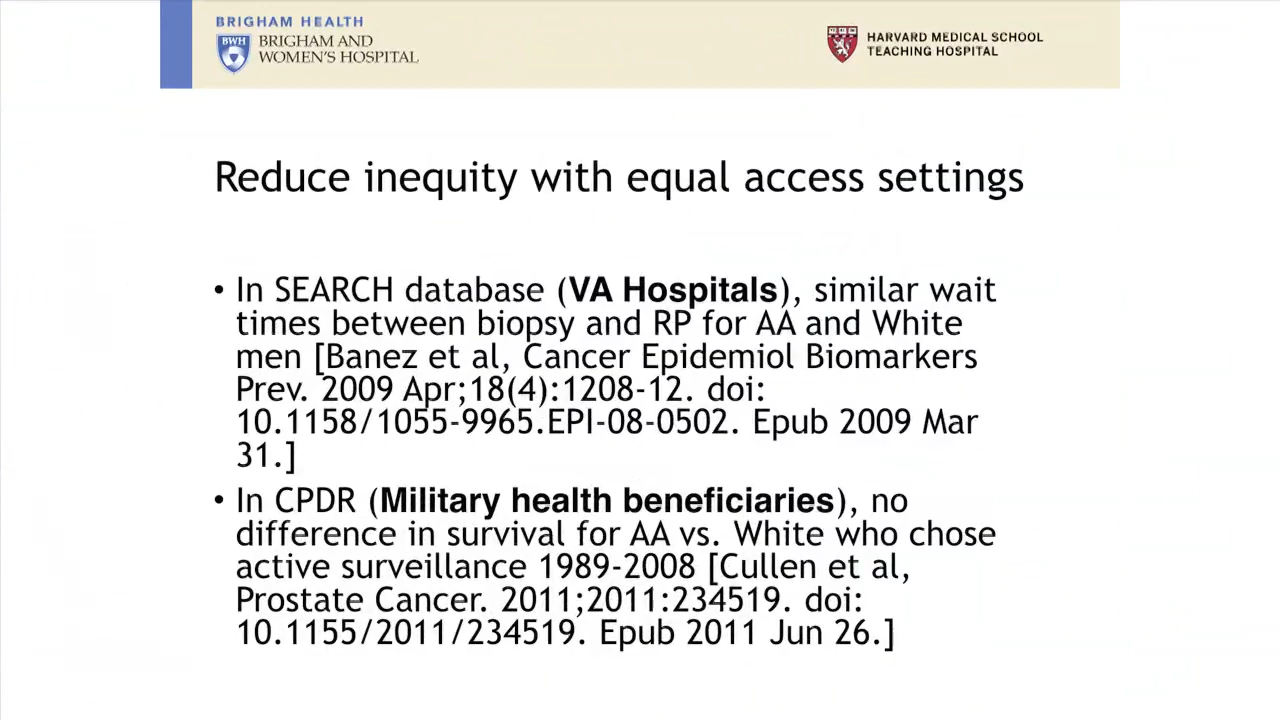 BRIGHAM HEALTH
BWH
BRIGHAM AND
WOMEN'S HOSPITAL
HARVARD MEDICAL SCHOOL
TEACHING HOSPITAL
Reduce inequity with equal access settings
• In SEARCH database (VA Hospitals), similar wait
times between biopsy and RP for AA and White
men [Banez et al, Cancer Epidemiol Biomarkers
Prev. 2009 Apr;18(4):1208-12. doi:
10.1158/1055-9965.EPI-08-0502. Epub 2009 Mar
31.]
• In CPDR (Military health beneficiaries), no
difference in survival for AA vs. White who chose
active surveillance 1989-2008 [Cullen et al,
Prostate Cancer. 2011;2011:234519. doi:
10.1155/2011/234519. Epub 2011 Jun 26.]